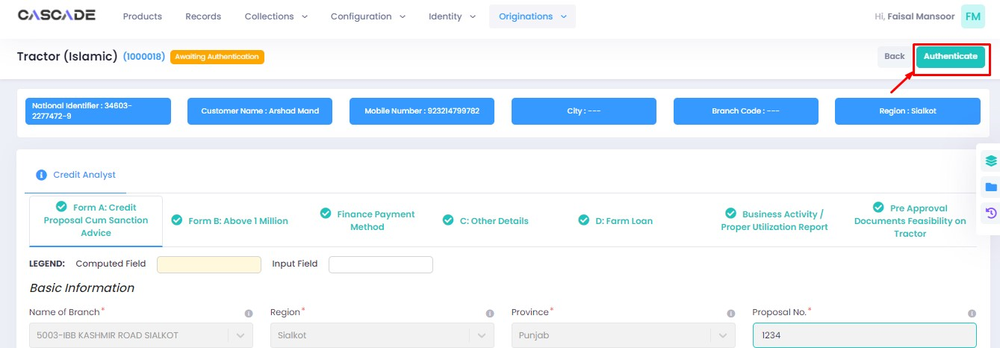 CASCADE Products Records Collections Configuration Identity Originations Hi, Faisal Mansoor FM
Tractor (Islamic) (1000018) Awaiting Authentication Back Authenticate
National Identifier : 34603-
2277472-9
Customer Name : Arshad Mand
Mobile Number : 923214799782
City : ---
Branch Code : ---
Region : Sialkot
Credit Analyst
Form A: Credit
Proposal Cum Sanction
Advice
Form B: Above 1 Million
Finance Payment
Method
C: Other Details
D: Farm Loan
Business Activity /
Proper Utilization Report
Pre Approval
Documents Feasibility on
Tractor
LEGEND: Computed Field Input Field
Basic Information
Name of Branch* Region* Province* Proposal No.*
5003-IBB KASHMIR ROAD SIALKOT Sialkot Punjab 1234